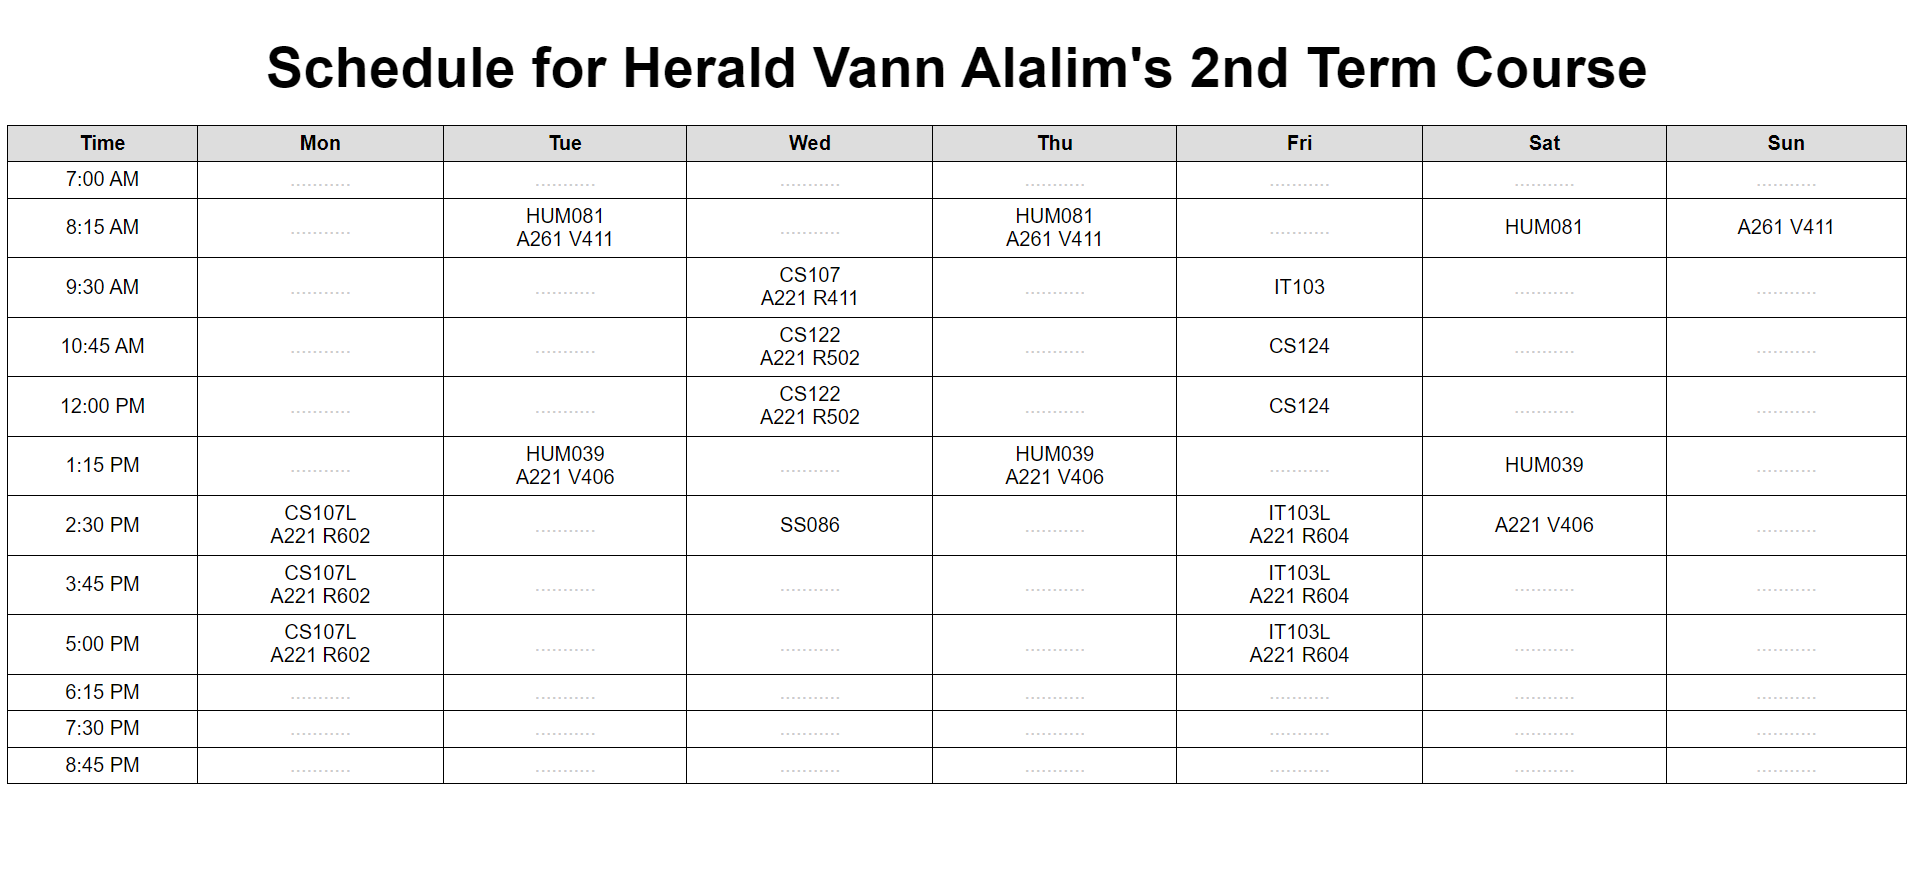 Schedule for Herald Vann Alalim's 2nd Term Course
Time Mon Tue Wed Thu Fri Sat Sun
7:00 AM .......... .......... .......... .......... .......... .......... ..........
8:15 AM .......... HUM081 A261 V411 .......... HUM081 A261 V411 .......... HUM081 A261 V411
9:30 AM .......... .......... CS107 A221 R411 .......... IT103 .......... ..........
10:45 AM .......... .......... CS122 A221 R502 .......... CS124 .......... ..........
12:00 PM .......... .......... CS122 A221 R502 .......... CS124 .......... ..........
1:15 PM .......... HUM039 A221 V406 .......... HUM039 A221 V406 .......... HUM039 ..........
2:30 PM CS107L A221 R602 .......... SS086 .......... IT103L A221 R604 A221 V406 ..........
3:45 PM CS107L A221 R602 .......... .......... .......... IT103L A221 R604 .......... ..........
5:00 PM CS107L A221 R602 .......... .......... .......... IT103L A221 R604 .......... ..........
6:15 PM .......... .......... .......... .......... .......... .......... ..........
7:30 PM .......... .......... .......... .......... .......... .......... ..........
8:45 PM .......... .......... .......... .......... .......... .......... ..........